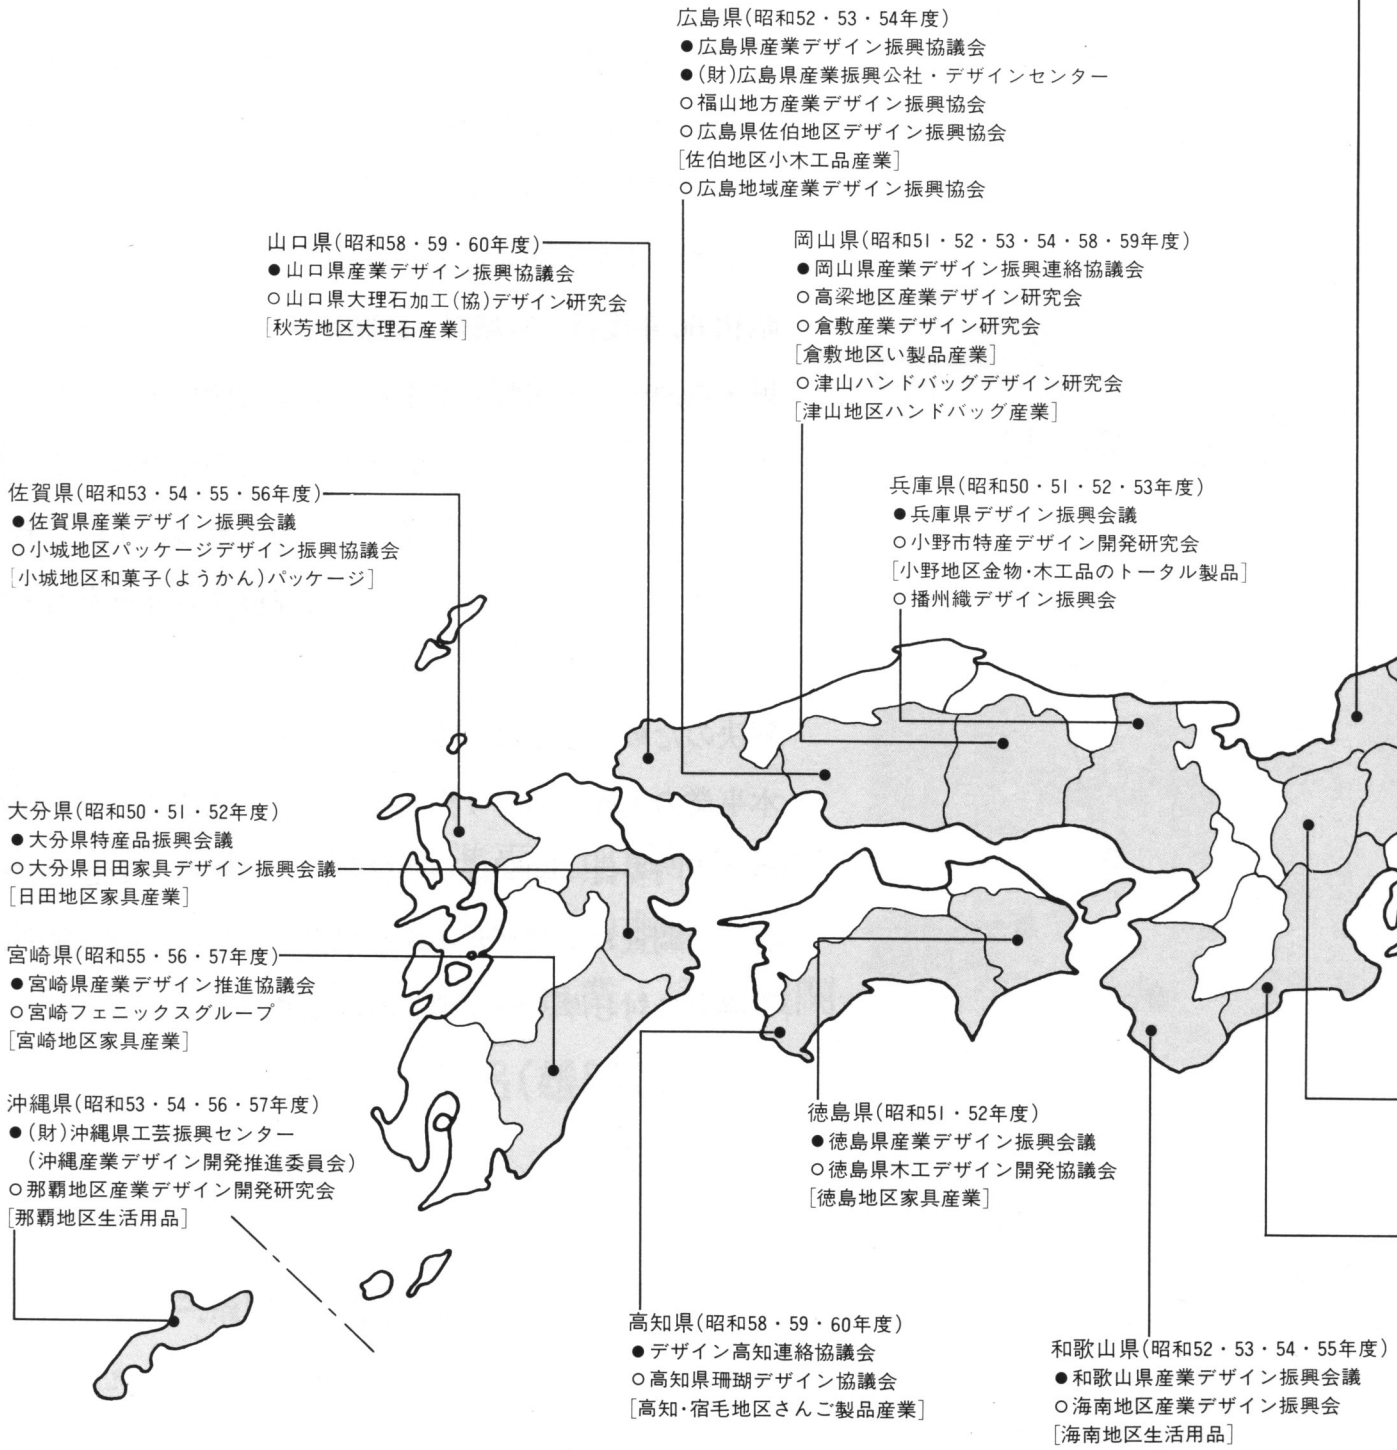 広島県(昭和52・53・54年度)
●広島県産業デザイン振興協議会
●(財)広島県産業振興公社・デザインセンター
○福山地方産業デザイン振興協会
○広島県佐伯地区デザイン振興協会
[佐伯地区小木工品産業]
○広島地域産業デザイン振興協会
山口県(昭和58・59・60年度)
●山口県産業デザイン振興協議会
○山口県大理石加工(協)デザイン研究会
[秋芳地区大理石産業]
岡山県(昭和51・52・53・54・58・59年度)
●岡山県産業デザイン振興連絡協議会
○高梁地区産業デザイン研究会
○倉敷産業デザイン研究会
[倉敷地区い製品産業]
○津山ハンドバッグデザイン研究会
[津山地区ハンドバッグ産業]
佐賀県(昭和53・54・55・56年度)
●佐賀県産業デザイン振興会議
○小城地区パッケージデザイン振興協議会
[小城地区和菓子(ようかん)パッケージ]
兵庫県(昭和50・51・52・53年度)
●兵庫県デザイン振興会議
○小野市特産デザイン開発研究会
[小野地区金物・木工品のトータル製品]
○播州織デザイン振興会
大分県(昭和50・51・52年度)
●大分県特産品振興会議
○大分県日田家具デザイン振興会議
[日田地区家具産業]
宮崎県(昭和55・56・57年度)
●宮崎県産業デザイン推進協議会
○宮崎フェニックスグループ
[宮崎地区家具産業]
沖縄県(昭和53・54・56・57年度)
●(財)沖縄県工芸振興センター
(沖縄産業デザイン開発推進委員会)
○那覇地区産業デザイン開発研究会
[那覇地区生活用品]
徳島県(昭和51・52年度)
●徳島県産業デザイン振興会議
○徳島県木工デザイン開発協議会
[徳島地区家具産業]
高知県(昭和58・59・60年度)
●デザイン高知連絡協議会
○高知県珊瑚デザイン協議会
[高知・宿毛地区さんご製品産業]
和歌山県(昭和52・53・54・55年度)
●和歌山県産業デザイン振興会議
○海南地区産業デザイン振興会
[海南地区生活用品]